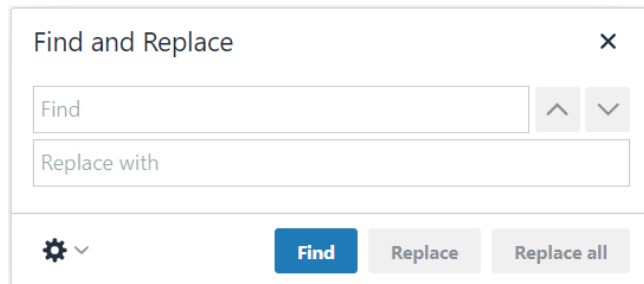 Find and Replace
Find
Replace with
Find Replace Replace all